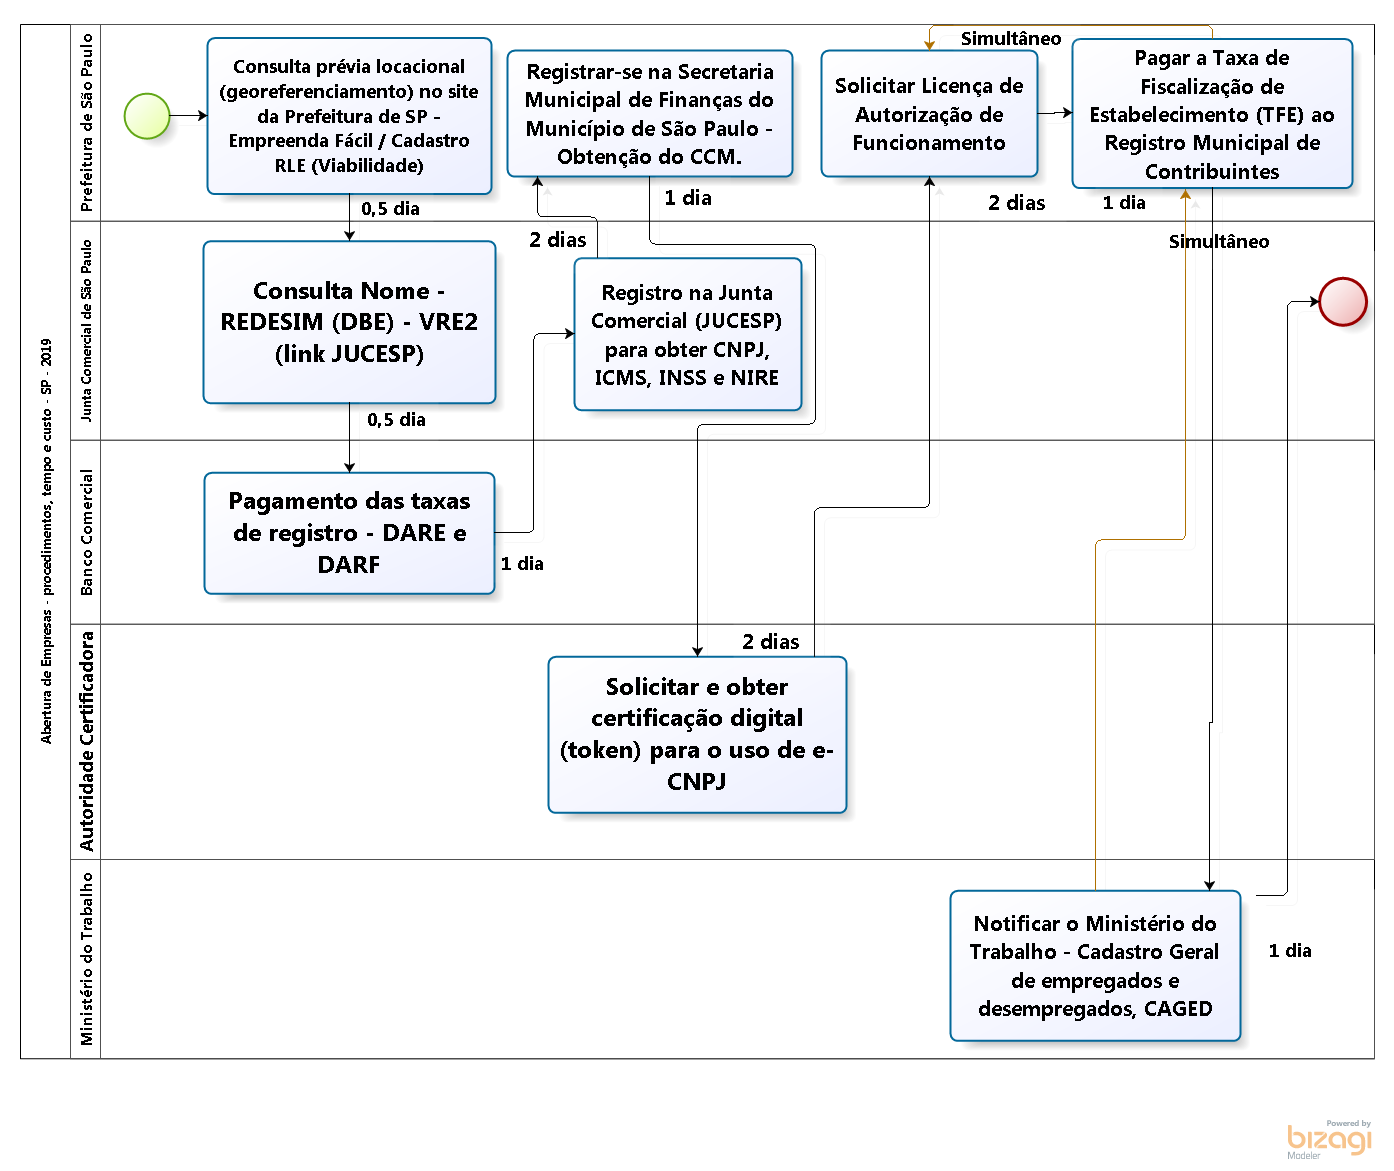 Abertura de Empresas - procedimentos, tempo e custo - SP - 2019
Prefeitura de São Paulo
Consulta prévia locacional
(georeferenciamento) no site
da Prefeitura de SP -
Empreenda Fácil / Cadastro
RLE (Viabilidade)
0,5 dia
Registrar-se na Secretaria
Municipal de Finanças do
Município de São Paulo -
Obtenção do CCM.
1 dia
Solicitar Licença de
Autorização de
Funcionamento
2 dias
Simultâneo
Pagar a Taxa de
Fiscalização de
Estabelecimento (TFE) ao
Registro Municipal de
Contribuintes
1 dia
Junta Comercial de São Paulo
Consulta Nome -
REDESIM (DBE) - VRE2
(link JUCESP)
0,5 dia
2 dias
Registro na Junta
Comercial (JUCESP)
para obter CNPJ,
ICMS, INSS e NIRE
Simultâneo
Banco Comercial
Pagamento das taxas
de registro - DARE e
DARF
1 dia
Autoridade Certificadora
2 dias
Solicitar e obter
certificação digital
(token) para o uso de e-
CNPJ
Ministério do Trabalho
Notificar o Ministério do
Trabalho - Cadastro Geral
de empregados e
desempregados, CAGED
1 dia
Powered by
bizagi
Modeler